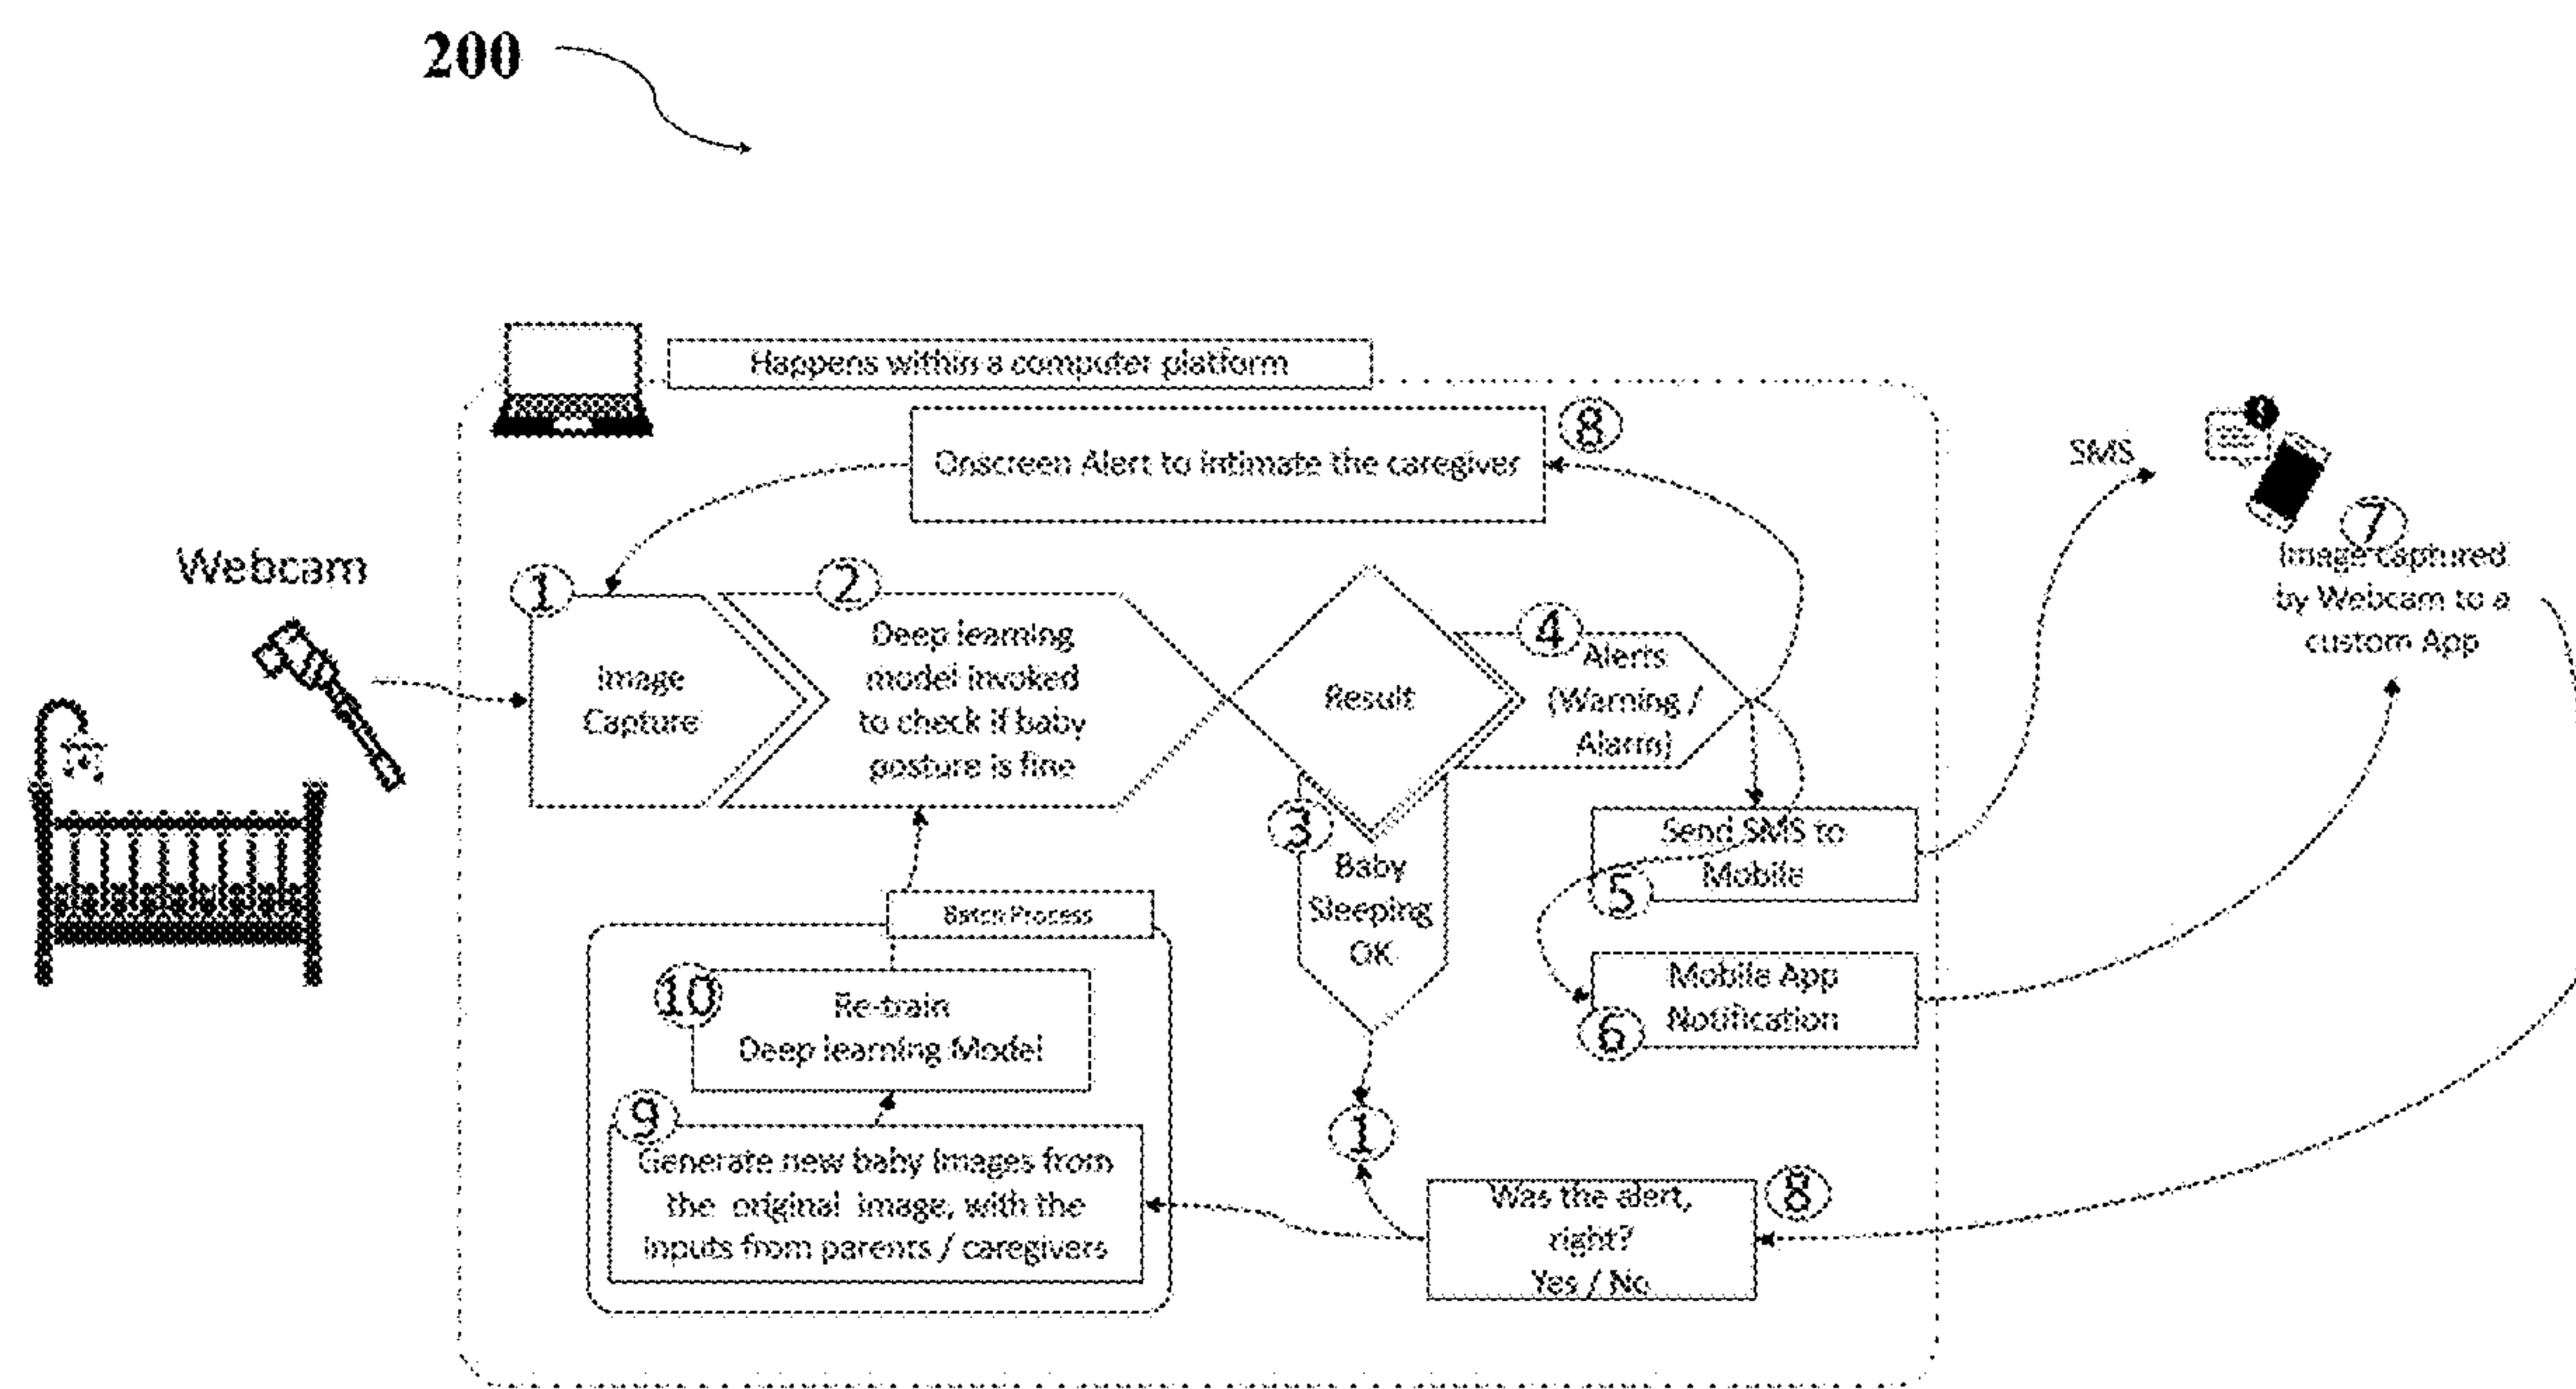 200
Happens within a computer platform
8
Onscreen Alert to intimate the caregiver
SMS
7
Image captured
by Webcam to a
custom App
Webcam
1
Image
Capture
2
Deep learning
model invoked
to check if baby
posture is fine
Result
4
Alerts
(Warning /
Alarm)
3
Baby
Sleeping
OK
Send SMS to
Mobile
5
Mobile App
Notification
6
Batch Process
10
Re-train
Deep learning Model
9
Generate new baby images from
the original image, with the
inputs from parents / caregivers
1
8
Was the alert,
right?
Yes / No